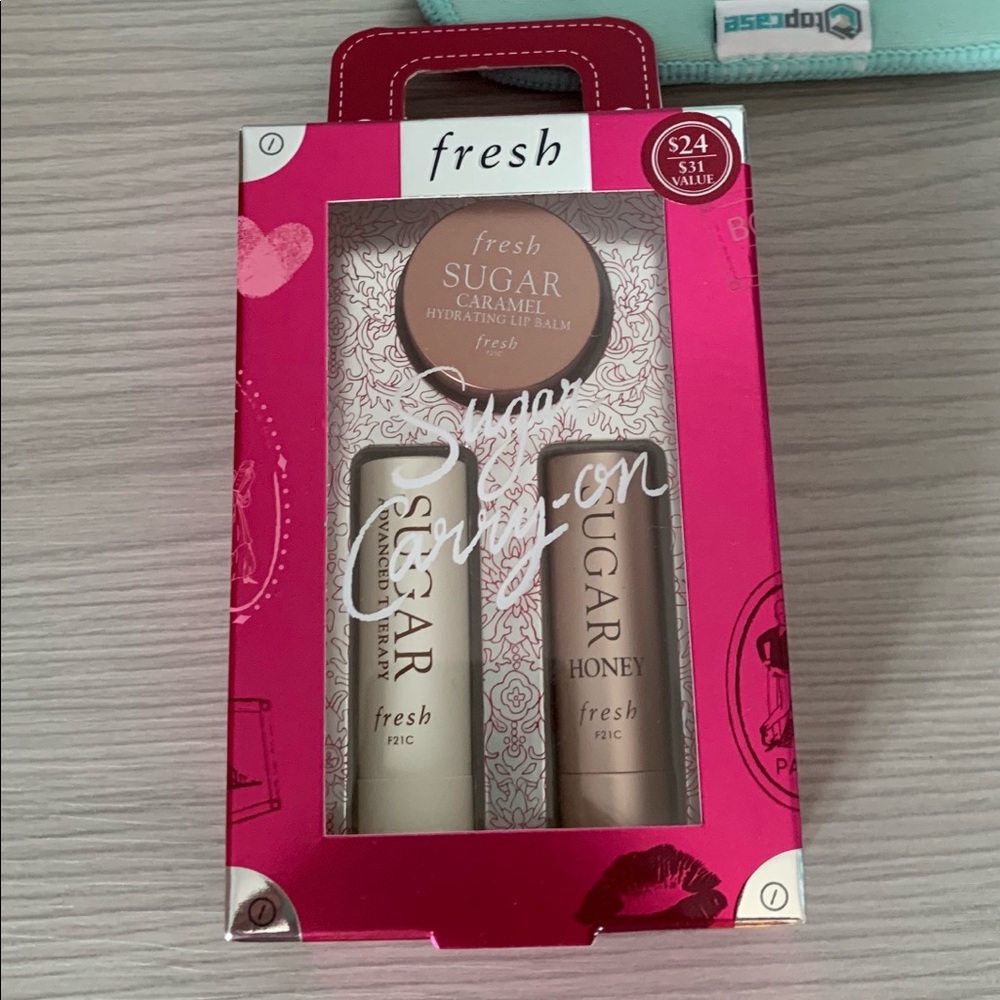 topcase
fresh
$24
$31
VALUE
fresh
SUGAR
CARAMEL
HYDRATING LIP BALM
fresh
F21C
Sugar
Carry-on
SUGAR
ADVANCED THERAPY
fresh
F21C
SUGAR
HONEY
fresh
F21C